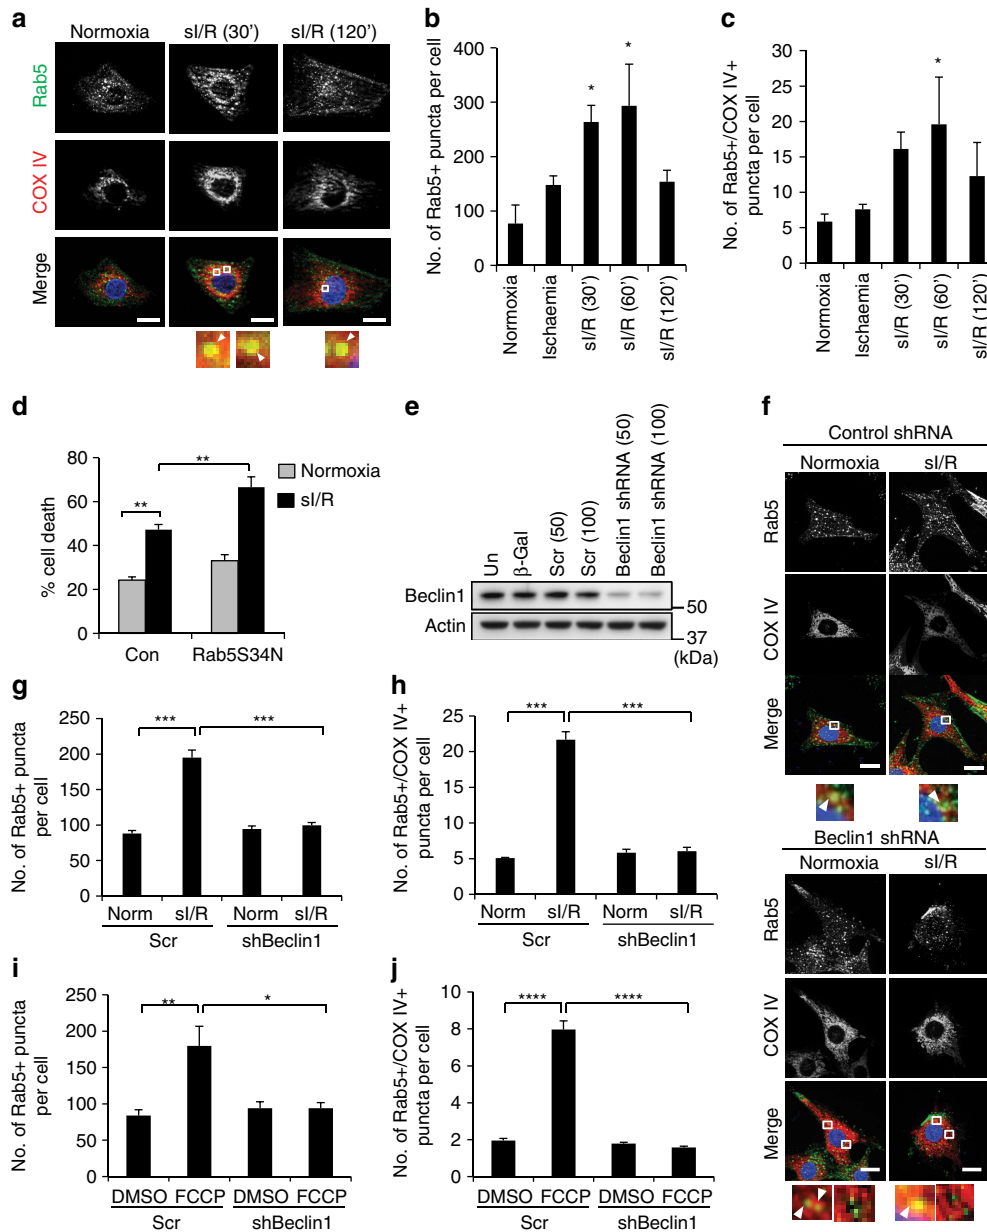 a
Normoxia
sI/R (30')
sI/R (120')
Rab5
COX IV
Merge
b
No. of Rab5+ puncta per cell
400
300
200
100
0
*
*
Normoxia
Ischaemia
sI/R (30')
sI/R (60')
sI/R (120')
c
No. of Rab5+/COX IV+
puncta per cell
30
25
20
15
10
5
0
*
Normoxia
Ischaemia
sI/R (30')
sI/R (60')
sI/R (120')
d
% cell death
80
60
40
20
0
**
**
Normoxia
sI/R
Con
Rab5S34N
e
Un
β-Gal
Scr (50)
Scr (100)
Beclin1 shRNA (50)
Beclin1 shRNA (100)
Beclin1
Actin
50
37
(kDa)
f
Control shRNA
Normoxia
sI/R
Rab5
COX IV
Merge
Beclin1 shRNA
Normoxia
sI/R
Rab5
COX IV
Merge
g
No. of Rab5+ puncta
per cell
250
200
150
100
50
0
***
***
Norm
sI/R
Norm
sI/R
Scr
shBeclin1
h
No. of Rab5+/COX IV+
puncta per cell
25
20
15
10
5
0
***
***
Norm
sI/R
Norm
sI/R
Scr
shBeclin1
i
No. of Rab5+ puncta
per cell
250
200
150
100
50
0
**
*
DMSO
FCCP
DMSO
FCCP
Scr
shBeclin1
j
No. of Rab5+/COX IV+
puncta per cell
10
8
6
4
2
0
****
****
DMSO
FCCP
DMSO
FCCP
Scr
shBeclin1